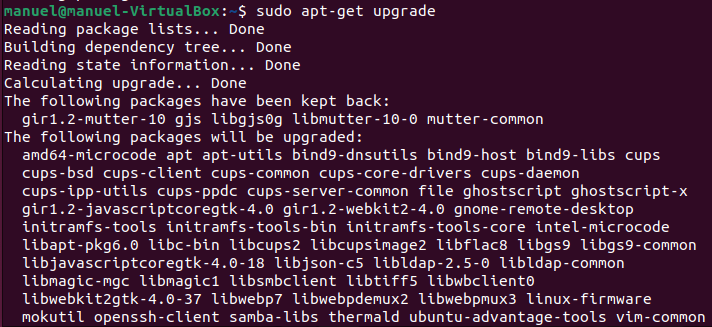 manuel@manuel-VirtualBox:~$ sudo apt-get upgrade
Reading package lists... Done
Building dependency tree... Done
Reading state information... Done
Calculating upgrade... Done
The following packages have been kept back:
  gir1.2-mutter-10 gjs libgjs0g libmutter-10-0 mutter-common
The following packages will be upgraded:
  amd64-microcode apt apt-utils bind9-dnsutils bind9-host bind9-libs cups
  cups-bsd cups-client cups-common cups-core-drivers cups-daemon
  cups-ipp-utils cups-ppdc cups-server-common file ghostscript ghostscript-x
  gir1.2-javascriptcoregtk-4.0 gir1.2-webkit2-4.0 gnome-remote-desktop
  initramfs-tools initramfs-tools-bin initramfs-tools-core intel-microcode
  libapt-pkg6.0 libc-bin libcups2 libcupsimage2 libflac8 libgs9 libgs9-common
  libjavascriptcoregtk-4.0-18 libjson-c5 libldap-2.5-0 libldap-common
  libmagic-mgc libmagic1 libsmbclient libtiff5 libwbclient0
  libwebkit2gtk-4.0-37 libwebp7 libwebpdemux2 libwebpmux3 linux-firmware
  mokutil openssh-client samba-libs thermald ubuntu-advantage-tools vim-common